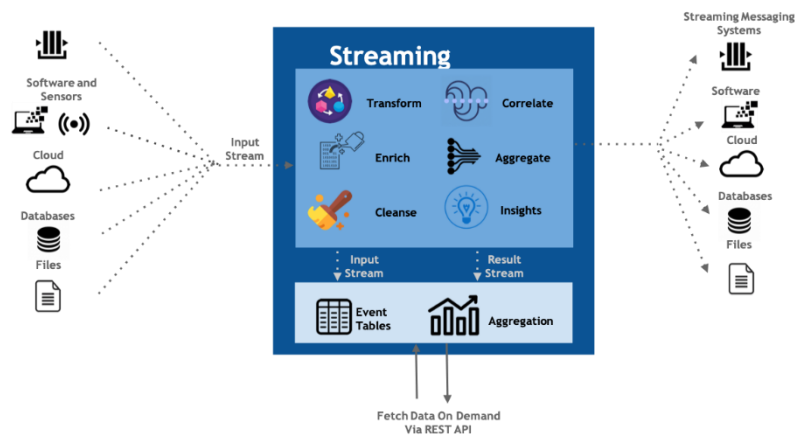 Streaming Messaging
Systems
Streaming
Software and
Sensors
Transform
Correlate
Software
Input
Stream
Cloud
Enrich
Aggregate
Cloud
Databases
Cleanse
Insights
Databases
Files
Input
Stream
Result
Stream
Files
Event
Tables
Aggregation
Fetch Data On Demand
Via REST API